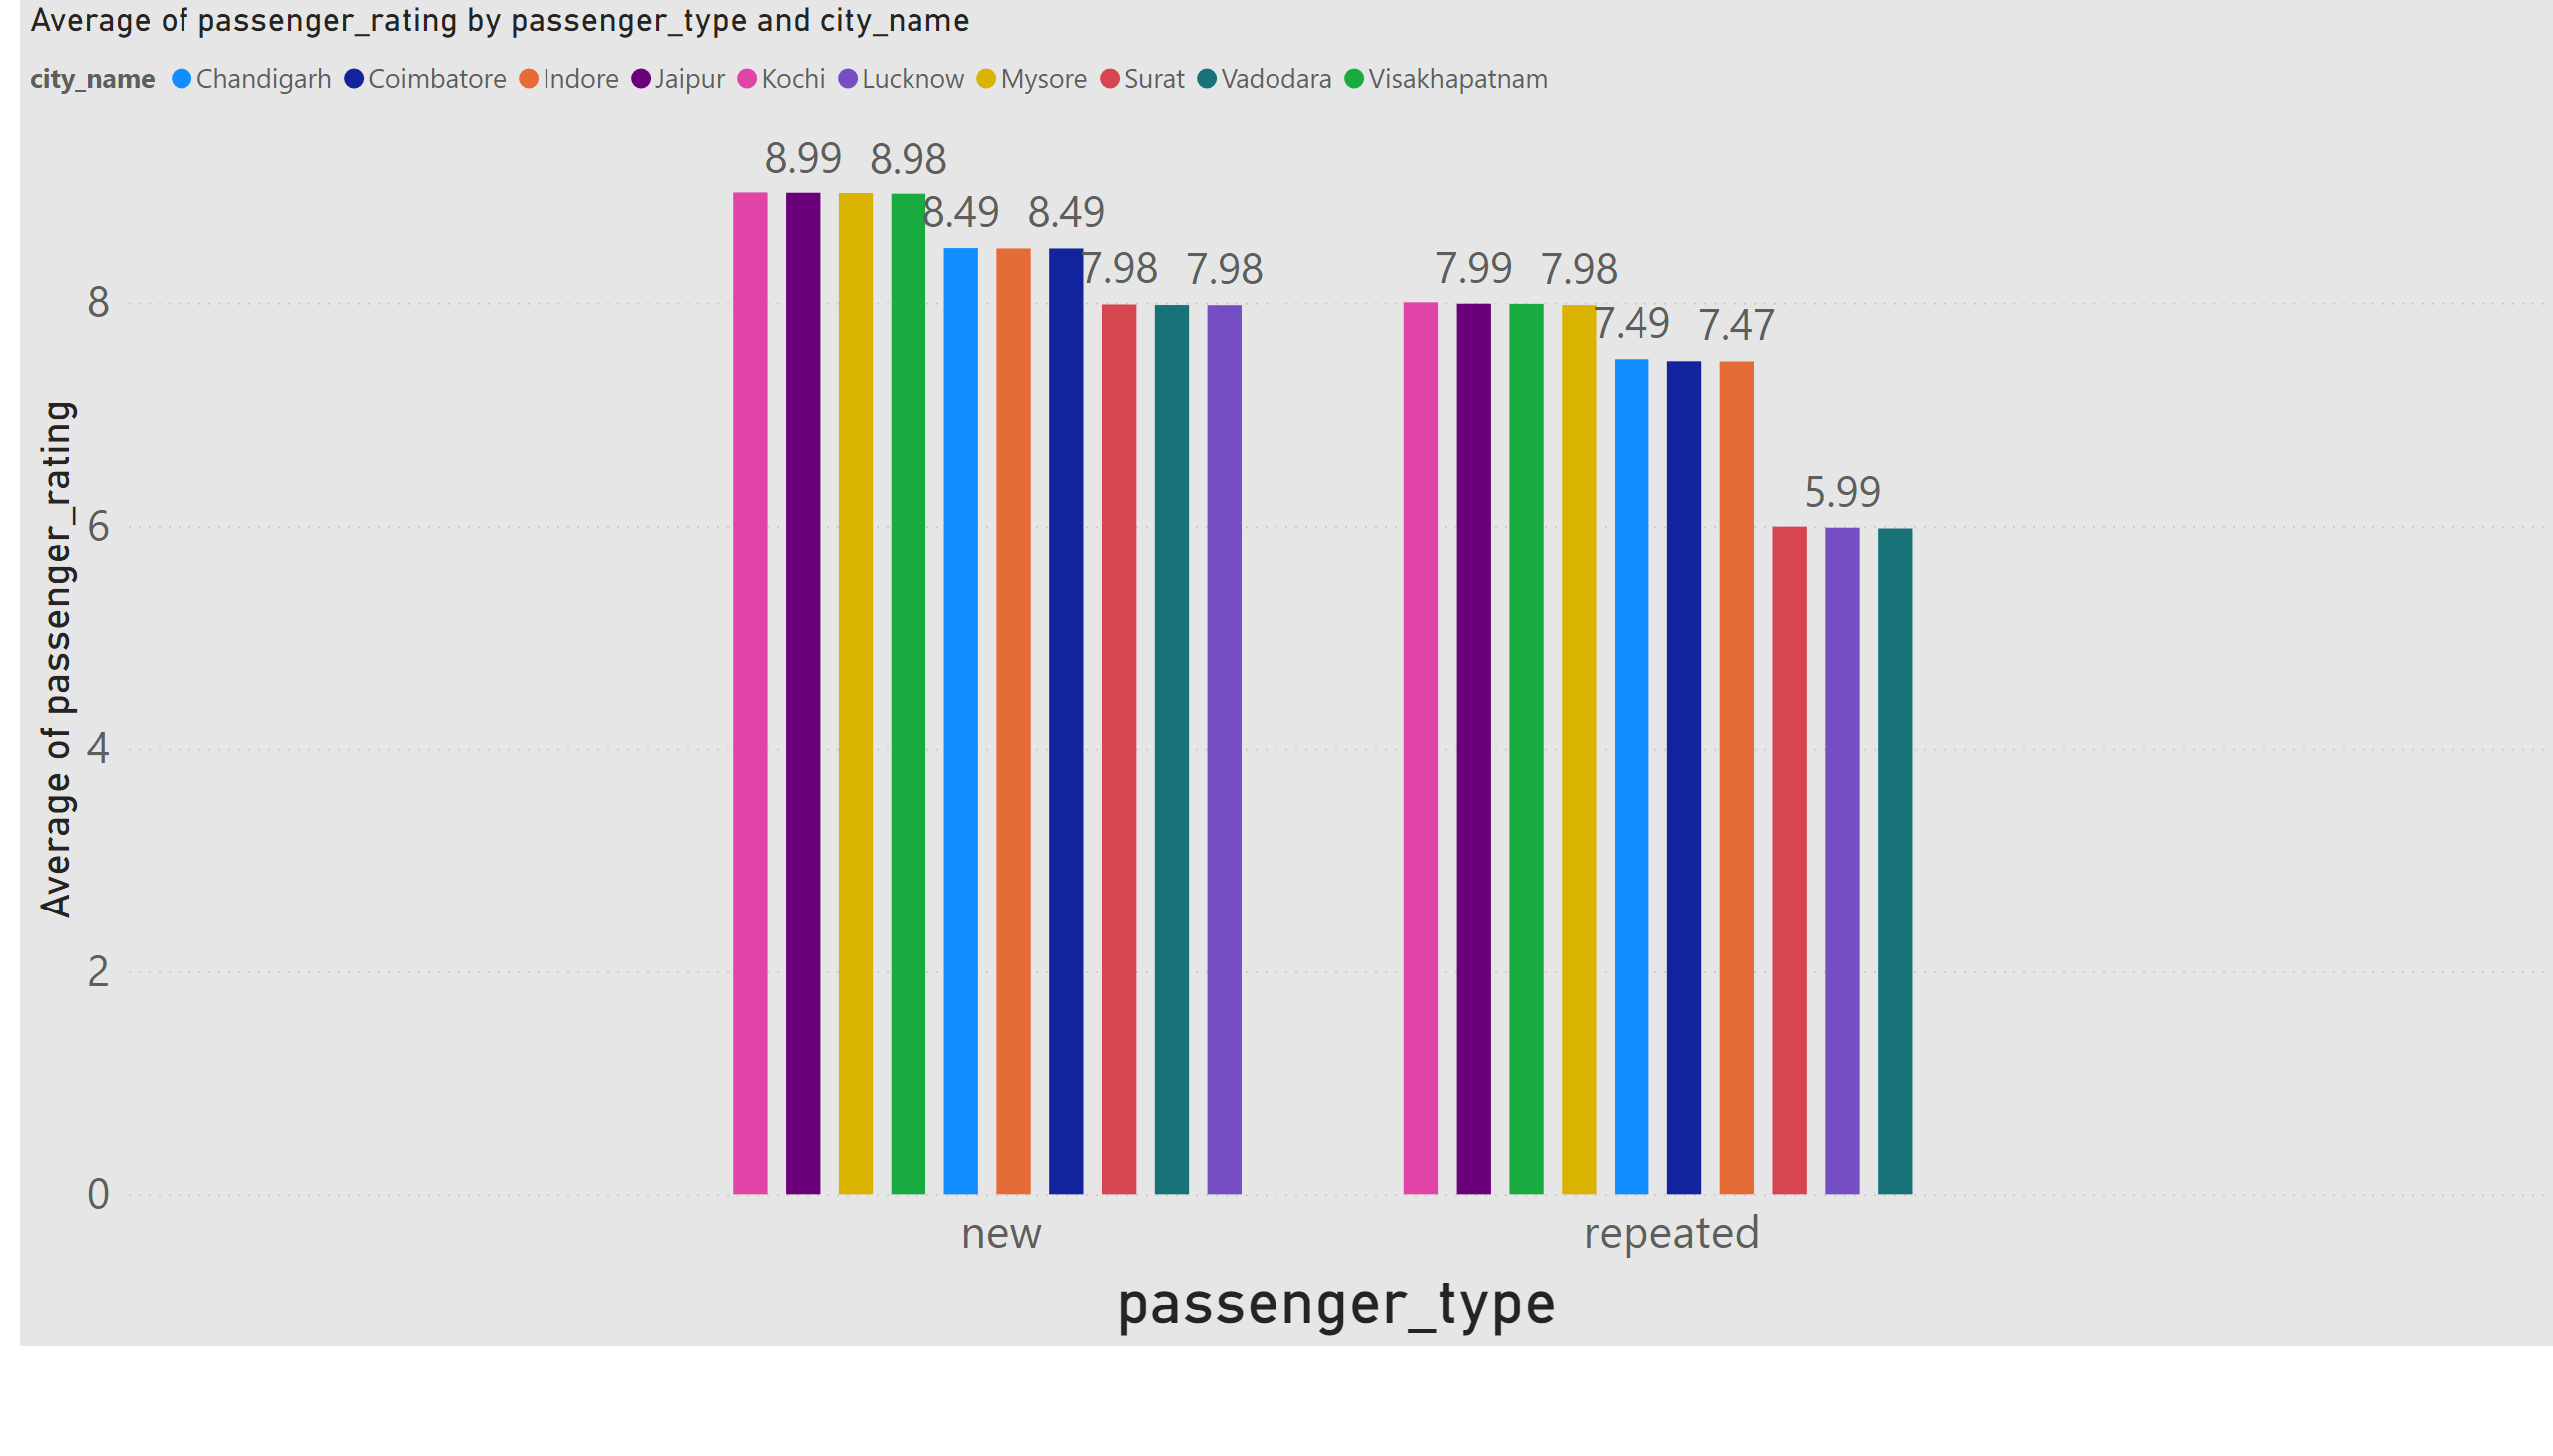 Average of passenger_rating by passenger_type and city_name
city_name Chandigarh Coimbatore Indore Jaipur Kochi Lucknow Mysore Surat Vadodara Visakhapatnam
8.99 8.98
8.49 8.49
7.98 7.98
7.99 7.98
7.49 7.47
5.99
8
6
4
2
0
Average of passenger_rating
new repeated
passenger_type